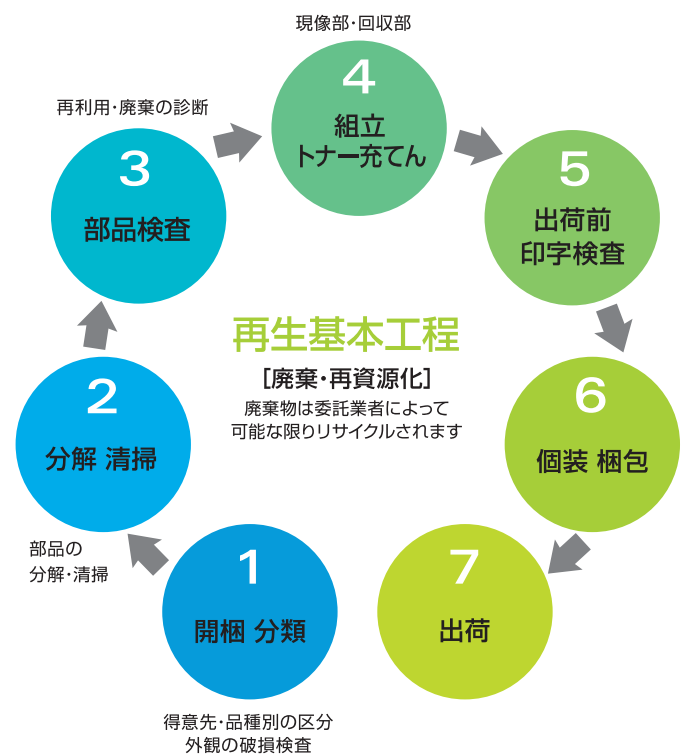 現像部・回収部
4
組立
トナー充てん
再利用・廃棄の診断
3
部品検査
5
出荷前
印字検査
再生基本工程
[廃棄・再資源化]
廃棄物は委託業者によって
可能な限りリサイクルされます
2
分解 清掃
部品の
分解・清掃
6
個装 梱包
1
開梱 分類
得意先・品種別の区分
外観の破損検査
7
出荷